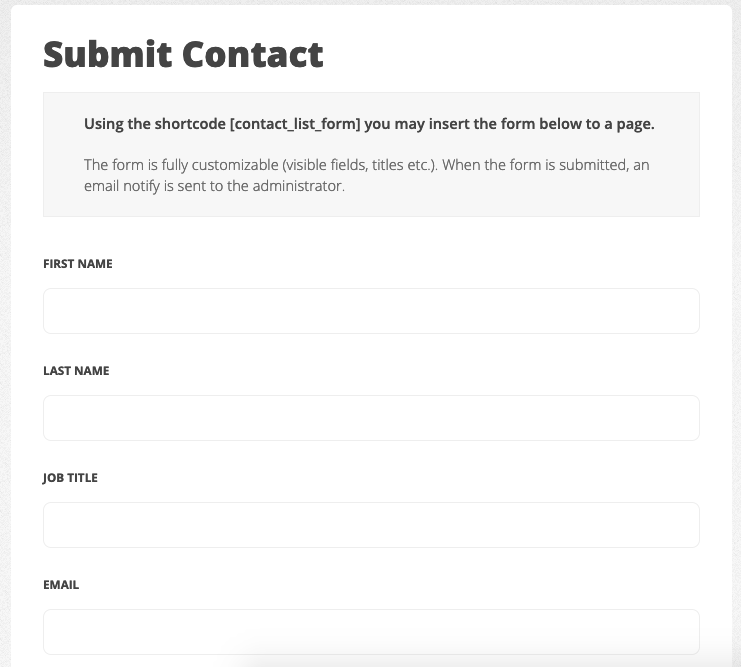 Submit Contact
Using the shortcode [contact_list_form] you may insert the form below to a page.
The form is fully customizable (visible fields, titles etc.). When the form is submitted, an
email notify is sent to the administrator.
FIRST NAME
LAST NAME
JOB TITLE
EMAIL